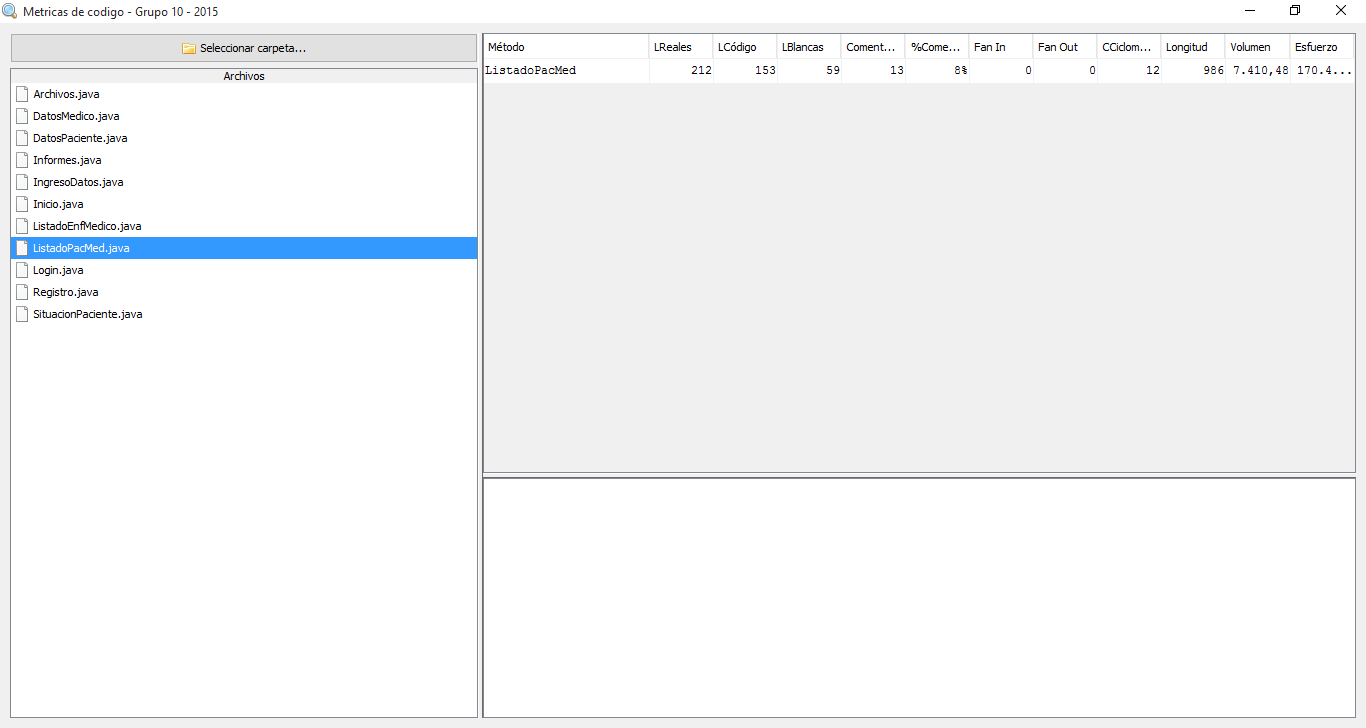 Metricas de codigo - Grupo 10 - 2015
Seleccionar carpeta...
Archivos
Archivos.java
DatosMedico.java
DatosPaciente.java
Informes.java
IngresoDatos.java
Inicio.java
ListadoEnfMedico.java
ListadoPacMed.java
Login.java
Registro.java
SituacionPaciente.java
Método LReales LCódigo LBlancas Coment... %Come... Fan In Fan Out CCiclom... Longitud Volumen Esfuerzo
ListadoPacMed 212 153 59 13 8% 0 0 12 986 7.410,48 170.4...